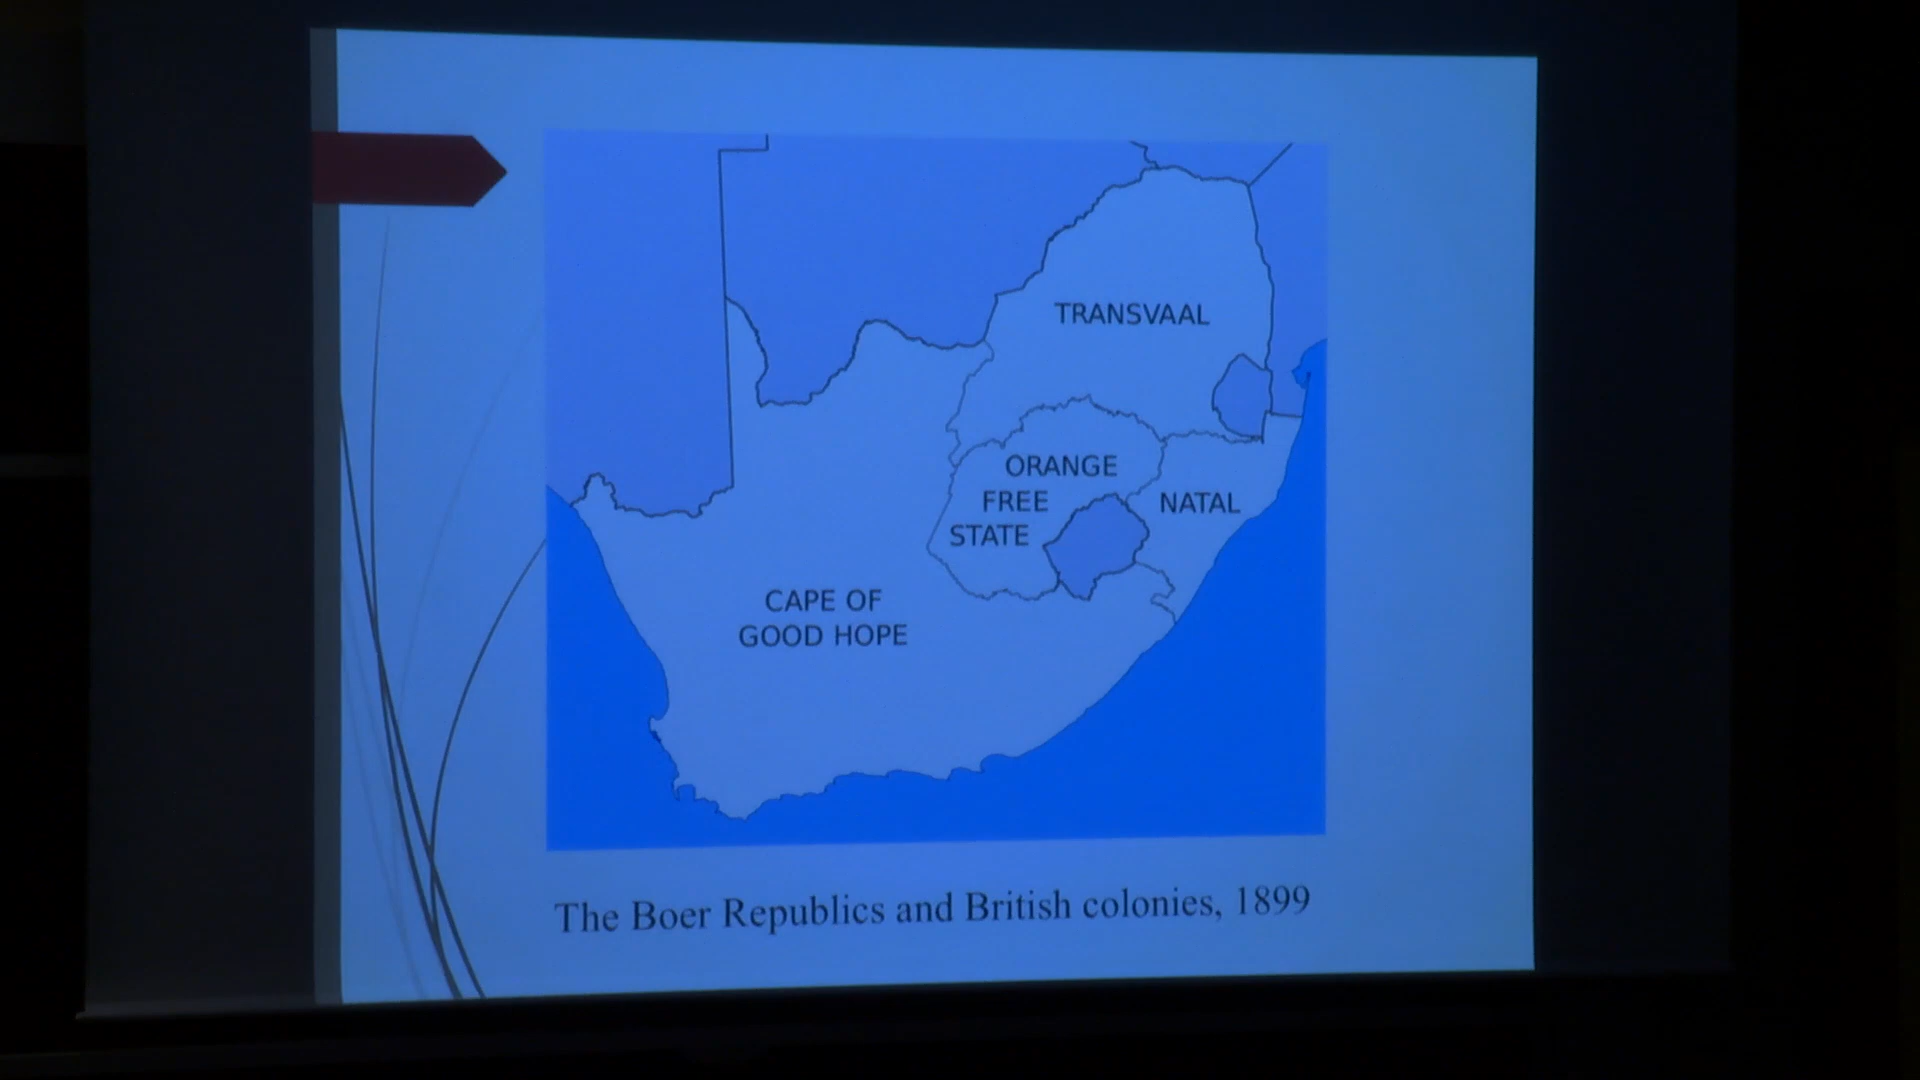 TRANSVAAL
ORANGE
FREE
STATE
NATAL
CAPE OF
GOOD HOPE
The Boer Republics and British colonies, 1899